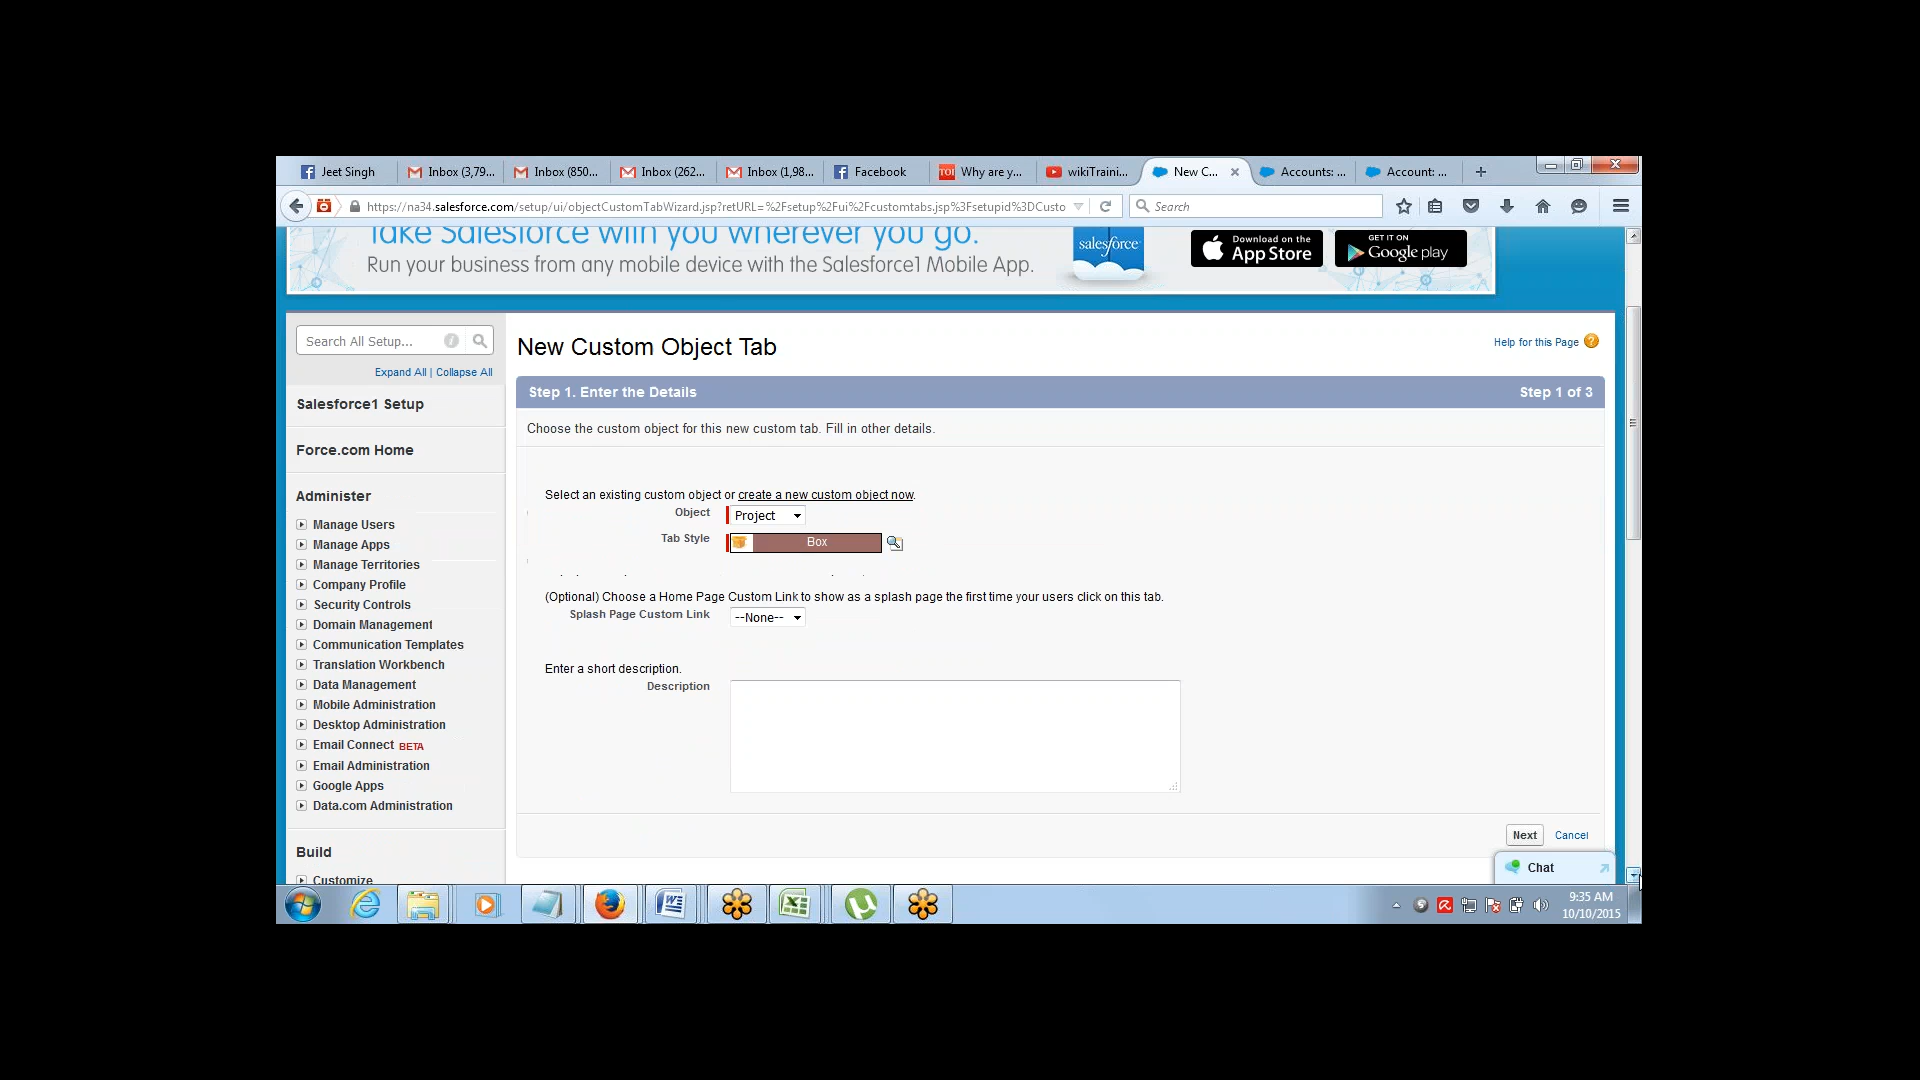 Jeet Singh
Inbox (3,79...
Inbox (850...
Inbox (262...
Inbox (1,98...
Facebook
TOI
Why are y...
wikiTraini...
New C...
Accounts: ...
Account: ...
https://na34.salesforce.com/setup/ui/objectCustomTabWizard.jsp?retURL=%2Fsetup%2Fui%2Fcustomtabs.jsp%3Fsetupid%3DCusto
Search
Take Salesforce with you wherever you go.
Run your business from any mobile device with the Salesforce1 Mobile App.
salesforce
Download on the
App Store
GET IT ON
Google play
Search All Setup...
Expand All | Collapse All
Salesforce1 Setup
Force.com Home
Administer
Manage Users
Manage Apps
Manage Territories
Company Profile
Security Controls
Domain Management
Communication Templates
Translation Workbench
Data Management
Mobile Administration
Desktop Administration
Email Connect BETA
Email Administration
Google Apps
Data.com Administration
Build
Customize
New Custom Object Tab
Help for this Page ?
Step 1. Enter the Details
Step 1 of 3
Choose the custom object for this new custom tab. Fill in other details.
Select an existing custom object or create a new custom object now.
Object
Project
Tab Style
Box
(Optional) Choose a Home Page Custom Link to show as a splash page the first time your users click on this tab.
Splash Page Custom Link
--None--
Enter a short description.
Description
Next
Cancel
Chat
9:35 AM
10/10/2015